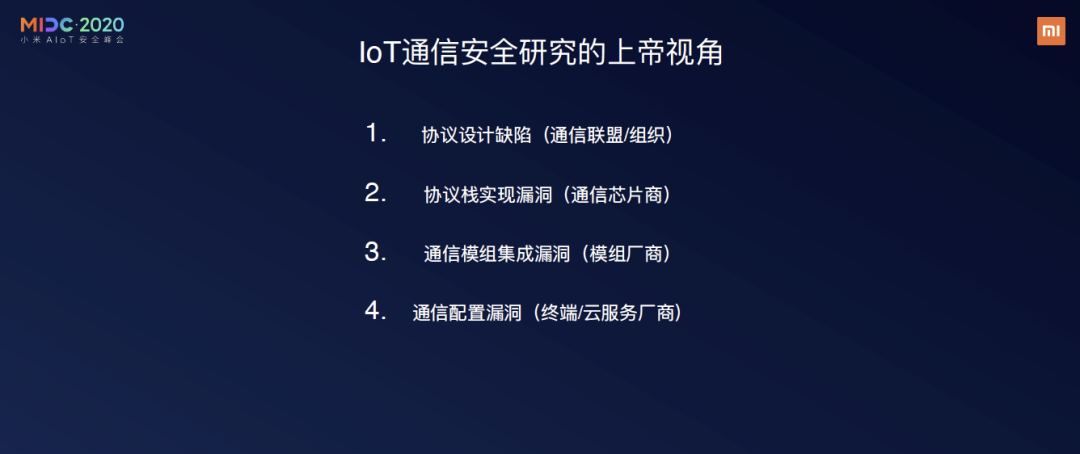 MIDC·2020
小米 AIoT 安全峰会
mi
IoT通信安全研究的上帝视角
1. 协议设计缺陷（通信联盟/组织）
2. 协议栈实现漏洞（通信芯片商）
3. 通信模组集成漏洞（模组厂商）
4. 通信配置漏洞（终端/云服务厂商）